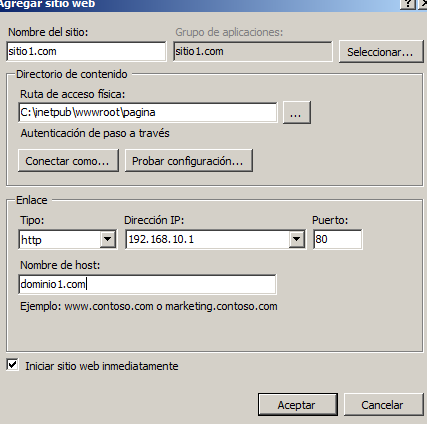 Agregar sitio web
Nombre del sitio: Grupo de aplicaciones:
sitio1.com sitio1.com Seleccionar...
Directorio de contenido
Ruta de acceso física:
C:\inetpub\wwwroot\pagina ...
Autenticación de paso a través
Conectar como... Probar configuración...
Enlace
Tipo: Dirección IP: Puerto:
http 192.168.10.1 80
Nombre de host:
dominio1.com
Ejemplo: www.contoso.com o marketing.contoso.com
Iniciar sitio web inmediatamente
Aceptar Cancelar